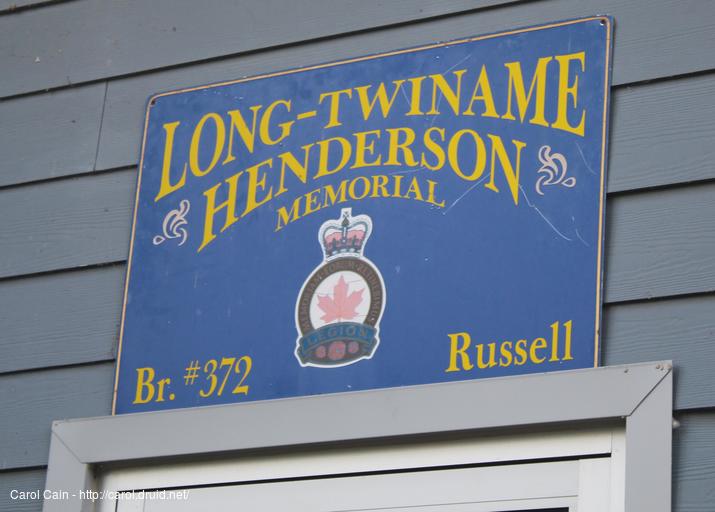 LONG-TWINAME
HENDERSON
MEMORIAL
LEGION
Br. #372
Russell
Carol Cain - http://carol.druid.net/